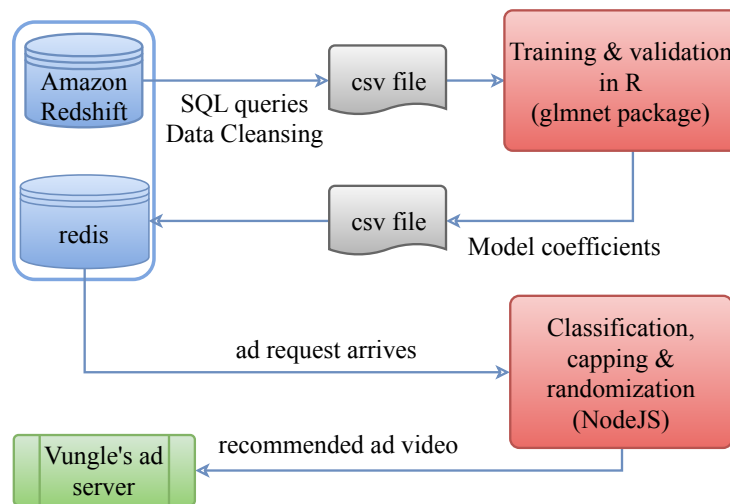 Amazon
Redshift
SQL queries
Data Cleansing
csv file
Training & validation
in R
(glmnet package)
redis
csv file
Model coefficients
ad request arrives
Classification,
capping &
randomization
(NodeJS)
Vungle's ad
server
recommended ad video